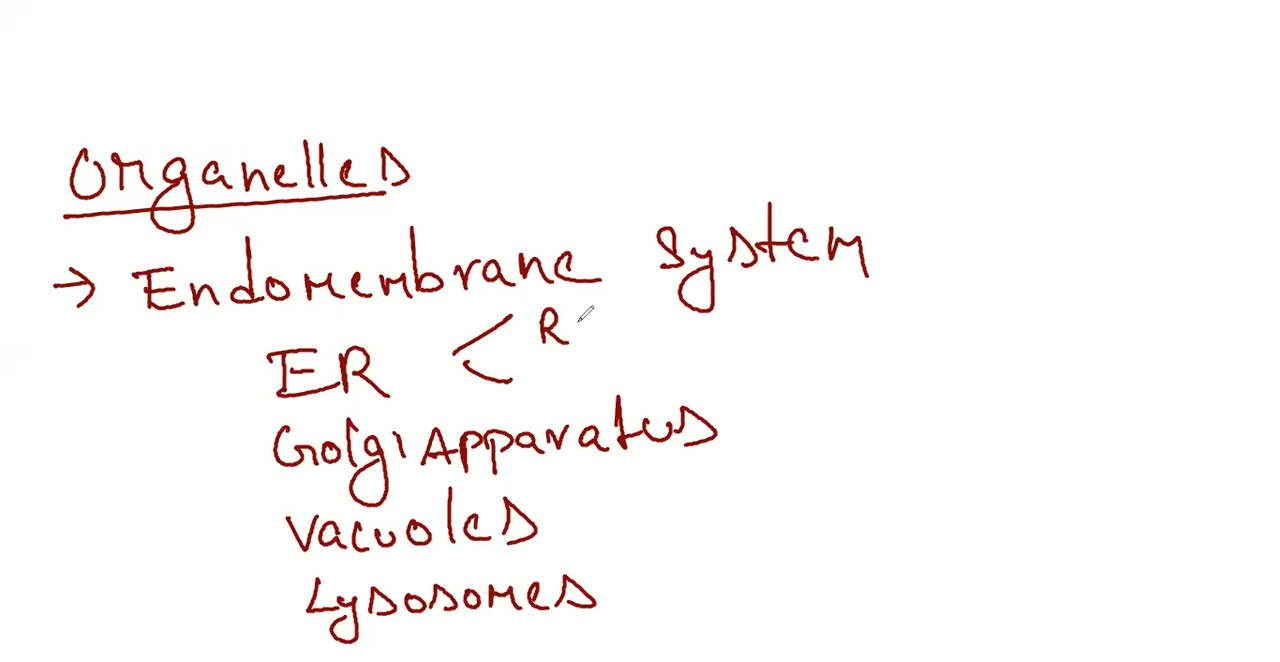 Organelles
→ Endomembrane System
ER < R
Golgi Apparatus
Vacuoles
Lysosomes